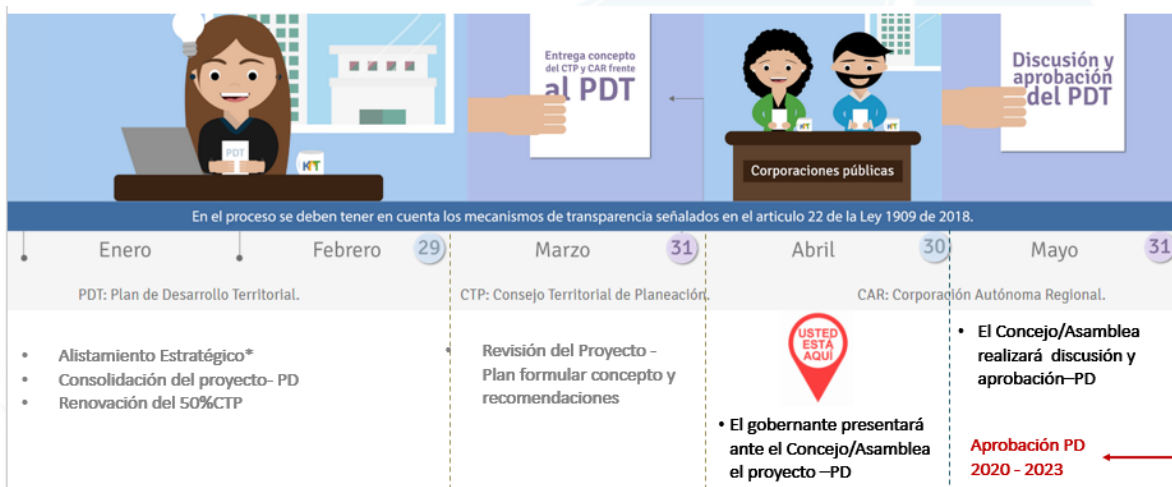 PDT
KiT
Entrega concepto
del CTP y CAR frente
al PDT
KiT
KiT
Corporaciones públicas
Discusión y
aprobación
del PDT
En el proceso se deben tener en cuenta los mecanismos de transparencia señalados en el articulo 22 de la Ley 1909 de 2018.
Enero
Febrero 29
Marzo 31
Abril 30
Mayo 31
PDT: Plan de Desarrollo Territorial.
CTP: Consejo Territorial de Planeación.
CAR: Corporación Autónoma Regional.
• Alistamiento Estratégico*
• Consolidación del proyecto- PD
• Renovación del 50%CTP
• Revisión del Proyecto -
Plan formular concepto y
recomendaciones
USTED
ESTÁ
AQUÍ
• El gobernante presentará
ante el Concejo/Asamblea
el proyecto –PD
• El Concejo/Asamblea
realizará discusión y
aprobación–PD
Aprobación PD
2020 - 2023